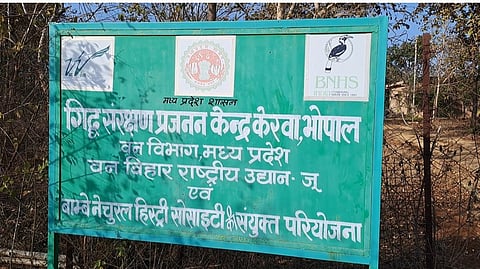 BNHS
मध्य प्रदेश शासन
गिद्ध संरक्षण प्रजनन केन्द्र केरवा, भोपाल
वन विभाग, मध्य प्रदेश
वन विहार राष्ट्रीय उद्यान - जू
एवं
बाम्बे नेचुरल हिस्ट्री सोसाइटी की संयुक्त परियोजना